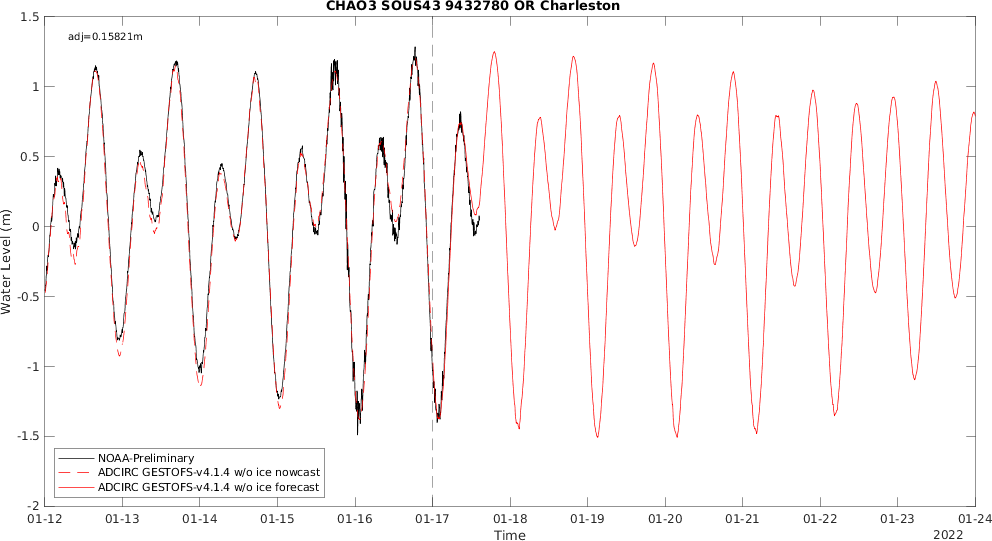 CHAO3 SOUS43 9432780 OR Charleston
adj=0.15821m
1.5
1
0.5
0
-0.5
-1
-1.5
-2
Water Level (m)
NOAA-Preliminary
ADCIRC GESTOFS-v4.1.4 w/o ice nowcast
ADCIRC GESTOFS-v4.1.4 w/o ice forecast
01-12 01-13 01-14 01-15 01-16 01-17 01-18 01-19 01-20 01-21 01-22 01-23 01-24
Time
2022